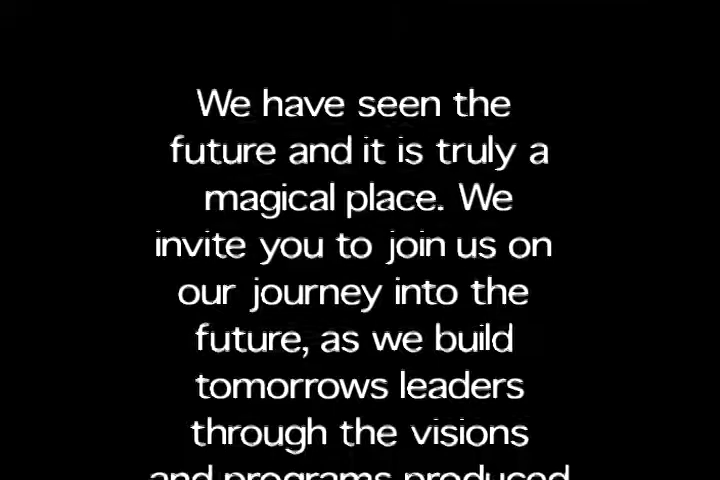 We have seen the
future and it is truly a
magical place. We
invite you to join us on
our journey into the
future, as we build
tomorrows leaders
through the visions
and programs produced